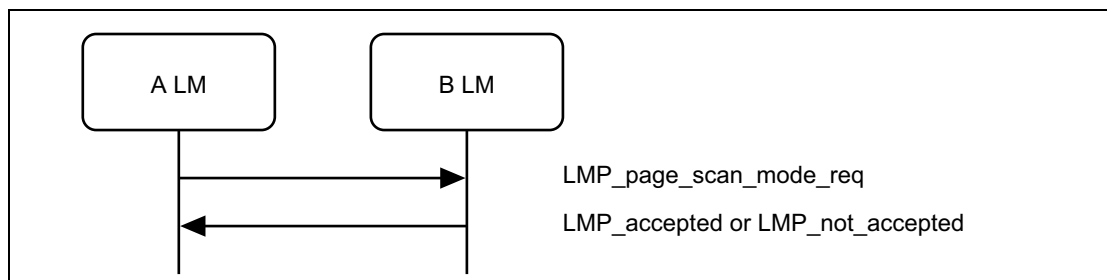 A LM
B LM
LMP_page_scan_mode_req
LMP_accepted or LMP_not_accepted